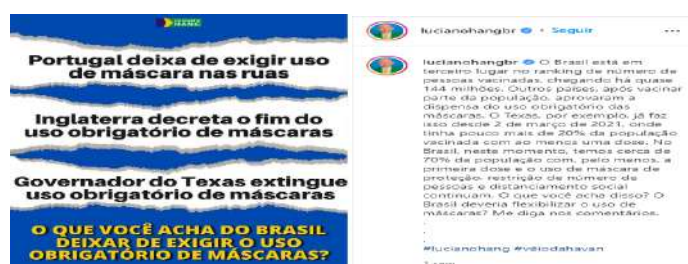 Portugal deixa de exigir uso
de máscara nas ruas
Inglaterra decreta o fim do
uso obrigatório de máscaras
Governador do Texas extingue
uso obrigatório de máscaras
O QUE VOCÊ ACHA DO BRASIL
DEIXAR DE EXIGIR O USO
OBRIGATÓRIO DE MÁSCARAS?
lucianohangbr • Seguir
lucianohangbr O Brasil está em
terceiro lugar no ranking de número de
pessoas vacinadas, chegando há quase
144 milhões. Outros países, após vacinar
parte da população, aprovaram a
dispensa do uso obrigatório das
máscaras. O Texas, por exemplo, já faz
isso desde 2 de março de 2021, onde
tinha pouco mais de 20% da população
vacinada com ao menos uma dose. No
Brasil, neste momento, temos cerca de
70% da população com, pelo menos, a
primeira dose e o uso de máscara de
proteção, restrição de número de
pessoas e distanciamento social
continuam. O que você acha disso? O
Brasil deveria flexibilizar o uso de
máscaras? Me diga nos comentários.
.
.
.
#lucianohang #véiodahavan